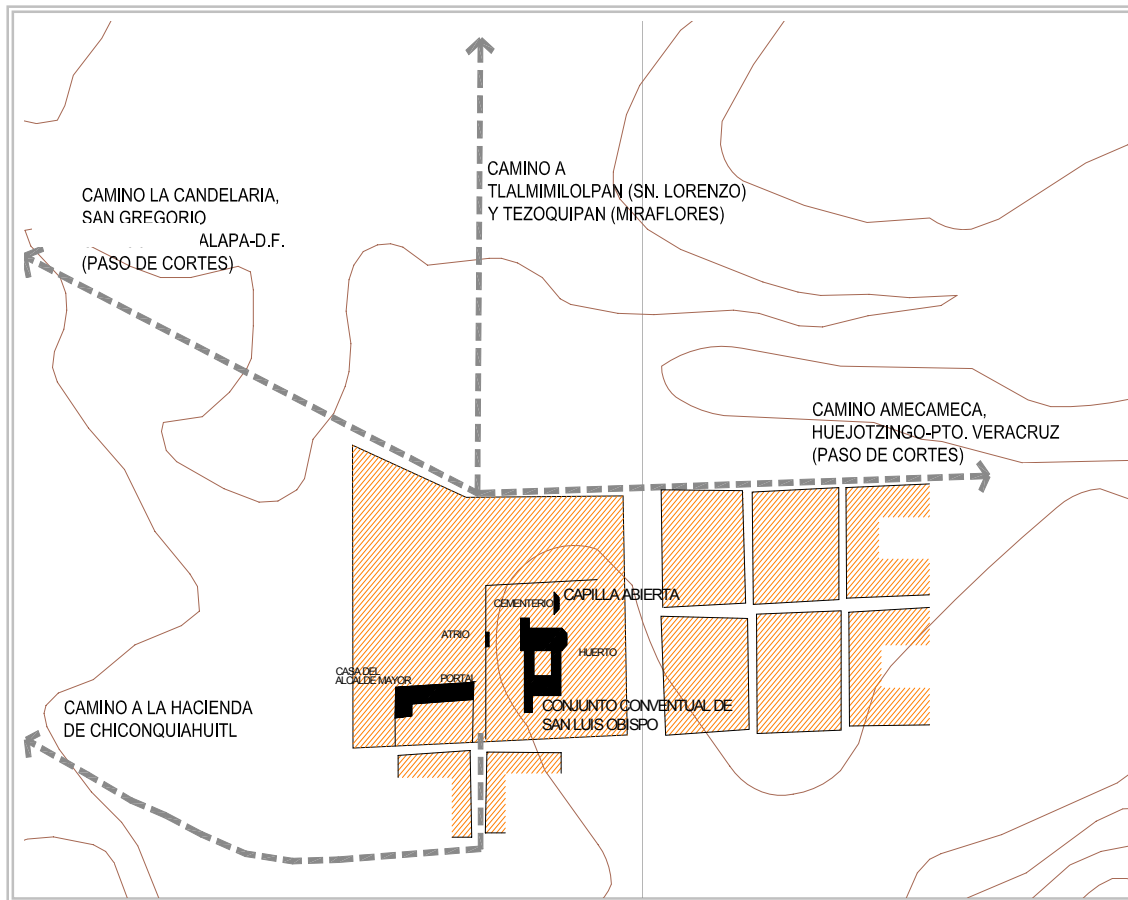 CAMINO A
TLALMIMILOLPAN (SN. LORENZO)
Y TEZOQUIPAN (MIRAFLORES)
CAMINO LA CANDELARIA,
SAN GREGORIO
ALAPA-D.F.
(PASO DE CORTES)
CAMINO AMECAMECA,
HUEJOTZINGO-PTO. VERACRUZ
(PASO DE CORTES)
CAPILLA ABIERTA
CEMENTERIO
ATRIO
HUERTO
CASA DEL
ALCALDE MAYOR
PORTAL
CONJUNTO CONVENTUAL DE
SAN LUIS OBISPO
CAMINO A LA HACIENDA
DE CHICONQUIAHUITL